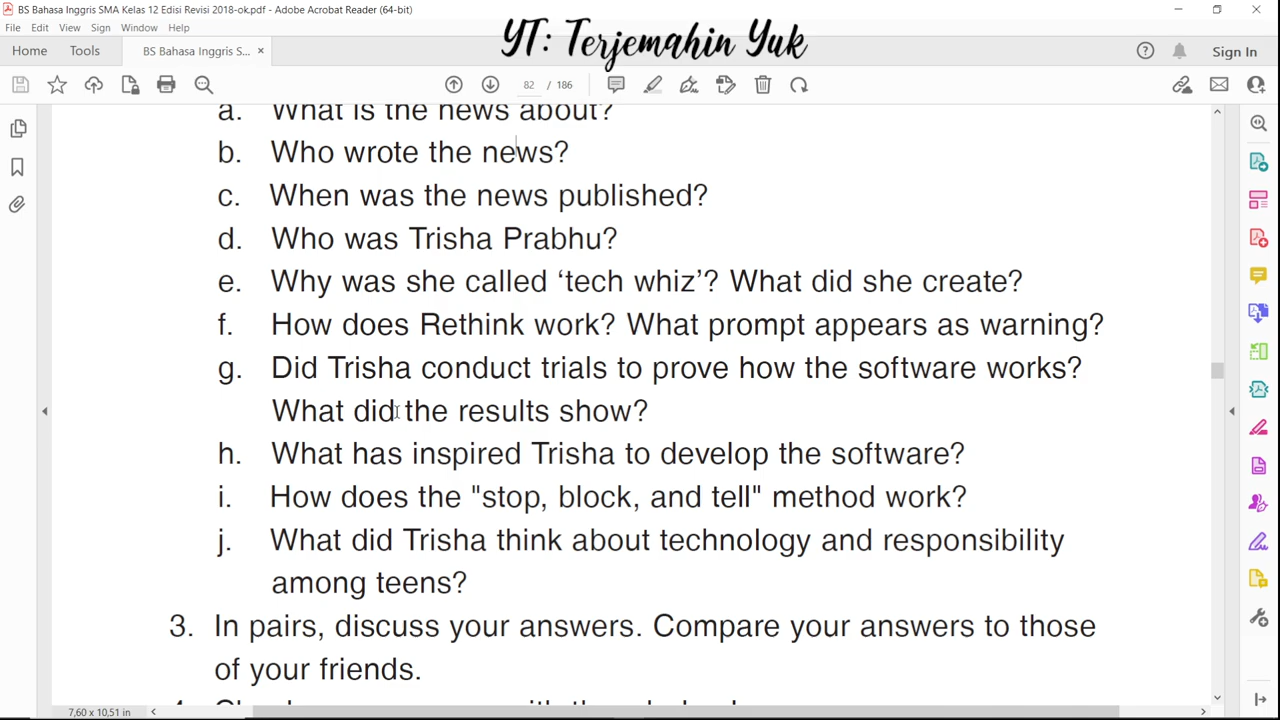 BS Bahasa Inggris SMA Kelas 12 Edisi Revisi 2018-ok.pdf - Adobe Acrobat Reader (64-bit)
YT: Terjemahin Yuk
File Edit View Sign Window Help
Home Tools BS Bahasa Inggris S... × Sign In
82 / 186
a. What is the news about?
b. Who wrote the news?
c. When was the news published?
d. Who was Trisha Prabhu?
e. Why was she called ‘tech whiz’? What did she create?
f. How does Rethink work? What prompt appears as warning?
g. Did Trisha conduct trials to prove how the software works?
What did the results show?
h. What has inspired Trisha to develop the software?
i. How does the "stop, block, and tell" method work?
j. What did Trisha think about technology and responsibility
among teens?
3. In pairs, discuss your answers. Compare your answers to those
of your friends.
7,60 x 10,51 in